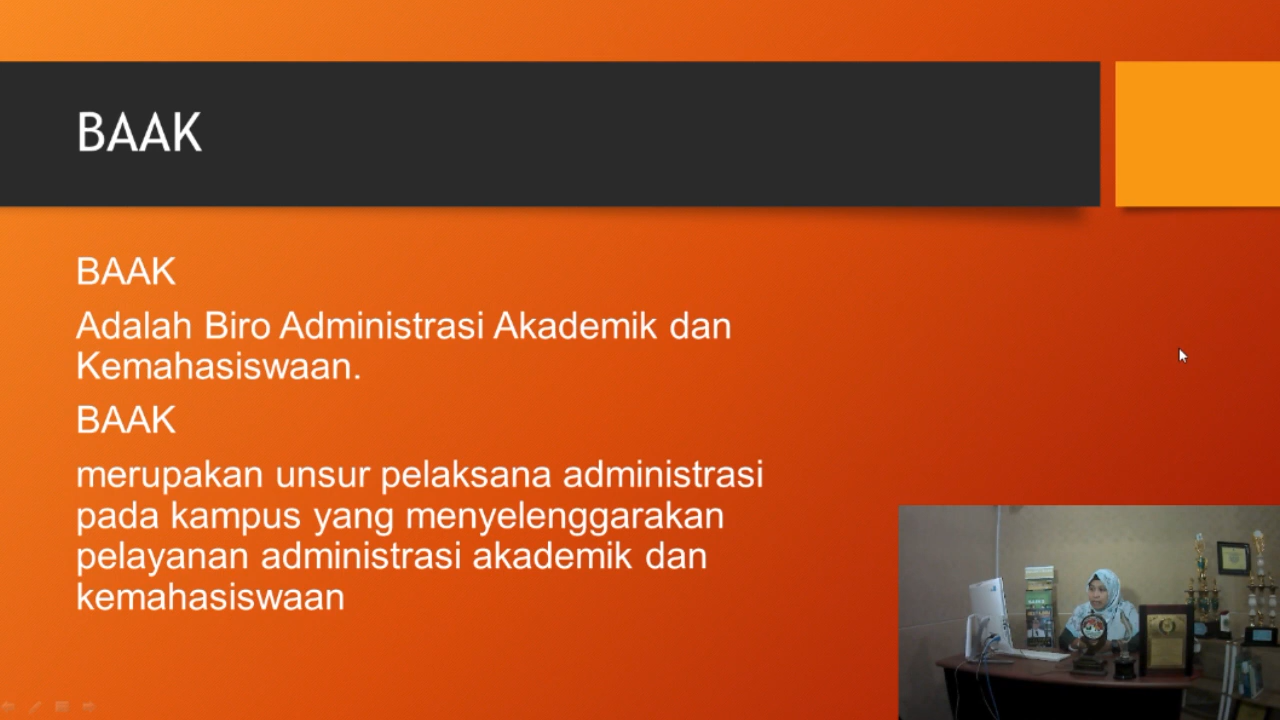 BAAK
BAAK
Adalah Biro Administrasi Akademik dan
Kemahasiswaan.
BAAK
merupakan unsur pelaksana administrasi
pada kampus yang menyelenggarakan
pelayanan administrasi akademik dan
kemahasiswaan